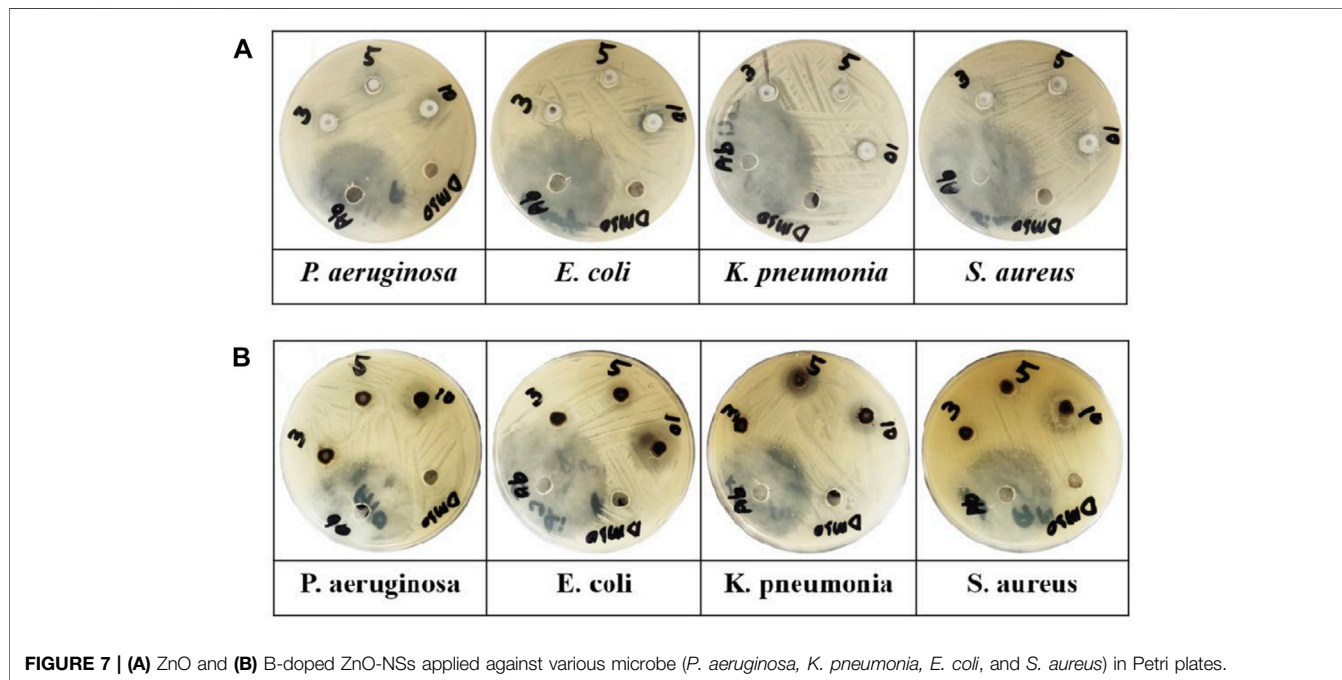 A
5
3
10
Ab
DMSO
5
3
10
Ab
DMSO
3
5
10
Ab
DMSO
3
5
10
Ab
DMSO
P. aeruginosa E. coli K. pneumonia S. aureus
B
5
10
3
Ab
DMSO
5
3
10
Ab
DMSO
5
3
10
Ab
DMSO
5
3
10
Ab
DMSO
P. aeruginosa E. coli K. pneumonia S. aureus
FIGURE 7 | (A) ZnO and (B) B-doped ZnO-NSs applied against various microbe (P. aeruginosa, K. pneumonia, E. coli, and S. aureus) in Petri plates.